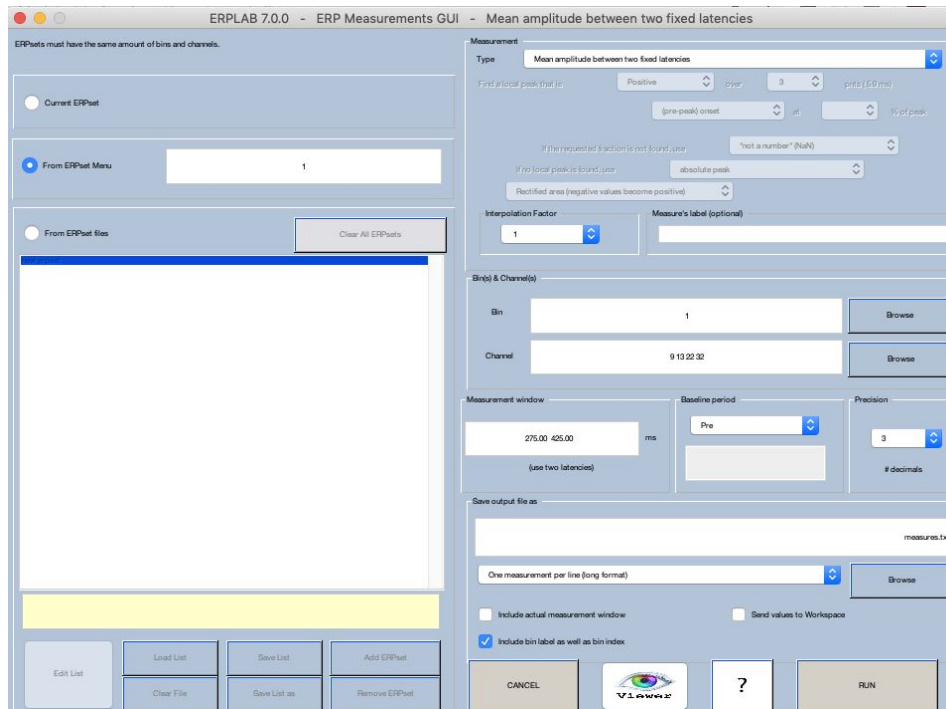 ERPLAB 7.0.0 - ERP Measurements GUI - Mean amplitude between two fixed latencies
ERPsets must have the same amount of bins and channels.
Current ERPset
From ERPset Menu
1
From ERPset files
Clear All ERPsets
Edit List
Load List
Save List
Add ERPset
Clear File
Save List as
Remove ERPset
Measurement
Type
Mean amplitude between two fixed latencies
Find a local peak that is
Positive
over
3
pnts (5.9 ms)
(pre-peak) onset
at
% of peak
If the requested fraction is not found, use
"not a number" (NaN)
If no local peak is found, use
absolute peak
Rectified area (negative values become positive)
Interpolation Factor
1
Measure's label (optional)
Bin(s) & Channel(s)
Bin
1
Browse
Channel
9 13 22 32
Browse
Measurement window
275.00 425.00
ms
(use two latencies)
Baseline period
Pre
Precision
3
# decimals
Save output file as
measures.tx
One measurement per line (long format)
Browse
Include actual measurement window
Send values to Workspace
Include bin label as well as bin index
CANCEL
Viewer
?
RUN